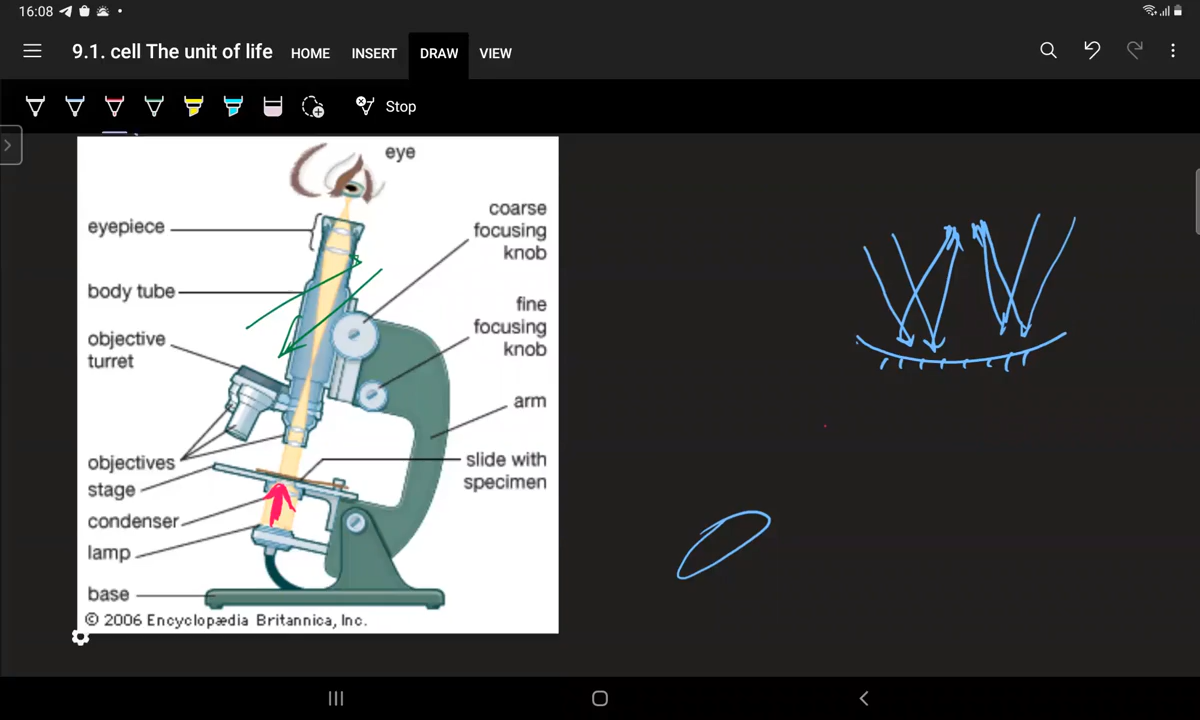 16:08
9.1. cell The unit of life HOME INSERT DRAW VIEW
Stop
eye
eyepiece
coarse
focusing
knob
body tube
fine
focusing
knob
objective
turret
arm
objectives
slide with
specimen
stage
condenser
lamp
base
© 2006 Encyclopædia Britannica, Inc.